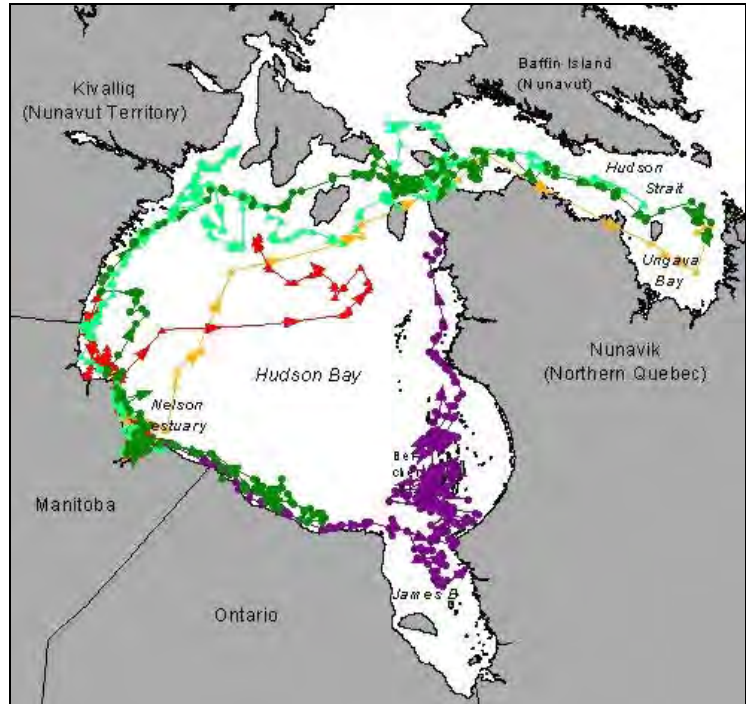 Baffin Island
(Nunavut)
Kivalliq
(Nunavut Territory)
Hudson
Strait
Ungava
Bay
Nunavik
(Northern Quebec)
Hudson Bay
Nelson
estuary
Manitoba
James B
Ontario